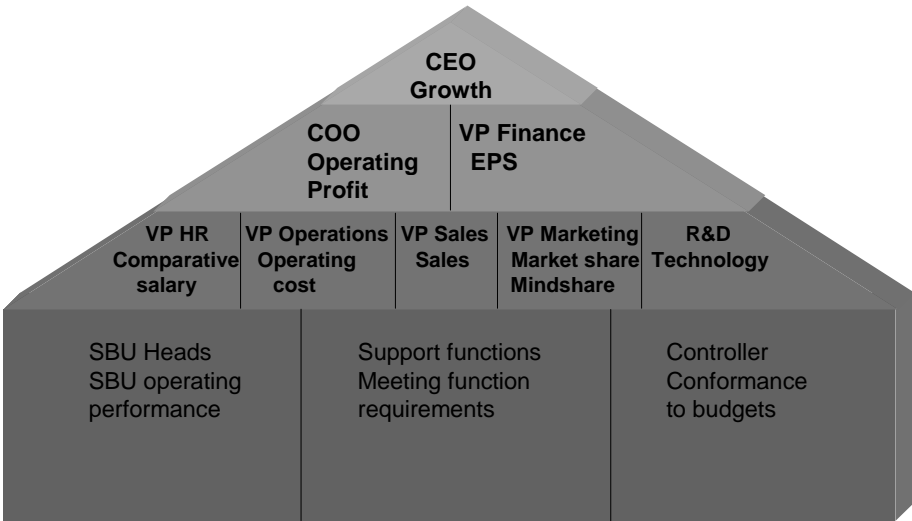 CEO
Growth
COO
Operating
Profit
VP Finance
EPS
VP HR
Comparative
salary
VP Operations
Operating
cost
VP Sales
Sales
VP Marketing
Market share
Mindshare
R&D
Technology
SBU Heads
SBU operating
performance
Support functions
Meeting function
requirements
Controller
Conformance
to budgets